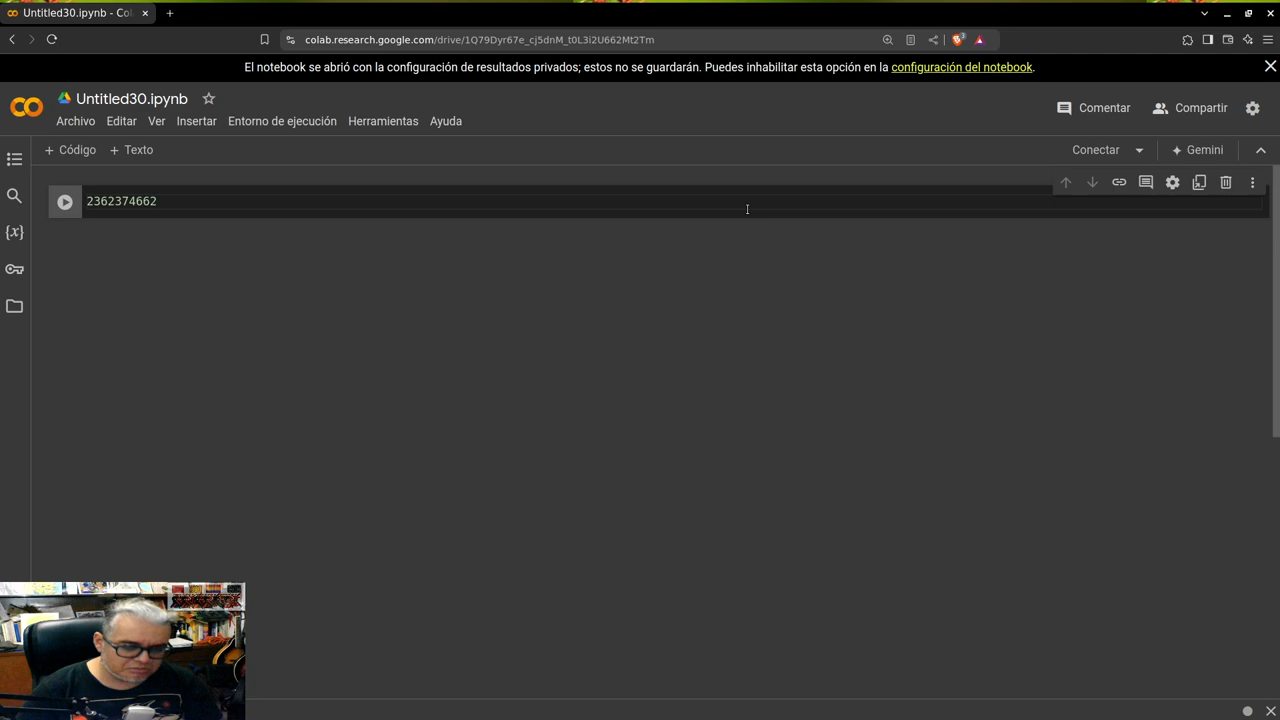 Untitled30.ipynb - Co
colab.research.google.com/drive/1Q79Dyr67e_cj5dnM_t0L3i2U662Mt2Tm
3
El notebook se abrió con la configuración de resultados privados; estos no se guardarán. Puedes inhabilitar esta opción en la configuración del notebook.
Untitled30.ipynb
Comentar
Compartir
Archivo Editar Ver Insertar Entorno de ejecución Herramientas Ayuda
+ Código + Texto
Conectar
Gemini
2362374662
{x}